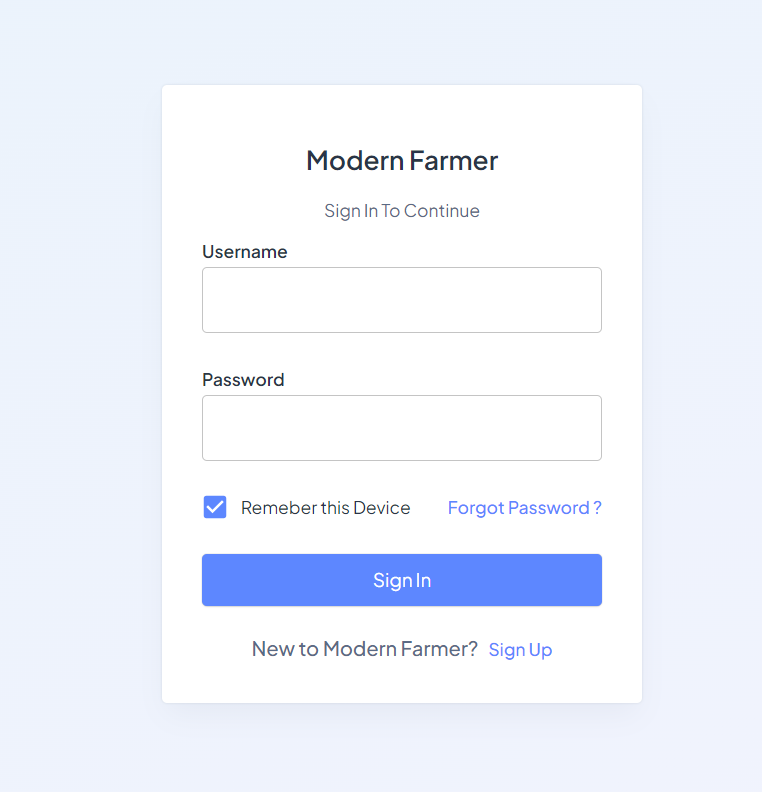 Modern Farmer
Sign In To Continue
Username
Password
Remeber this Device Forgot Password ?
Sign In
New to Modern Farmer? Sign Up